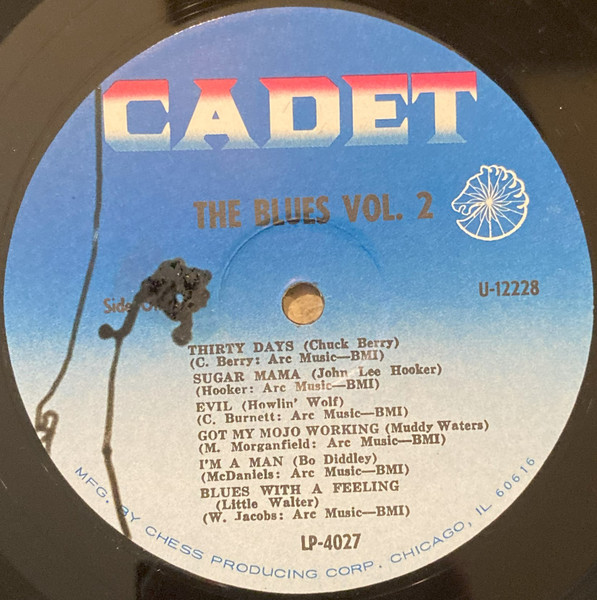 CADET
THE BLUES VOL. 2
U-12228
Side
THIRTY DAYS (Chuck Berry)
(C. Berry: Arc Music—BMI)
SUGAR MAMA (John Lee Hooker)
(Hooker: Arc Music—BMI)
EVIL (Howlin' Wolf)
(C. Burnett: Arc Music—BMI)
GOT MY MOJO WORKING (Muddy Waters)
(M. Morganfield: Arc Music—BMI)
I'M A MAN (Bo Diddley)
(McDaniels: Arc Music—BMI)
BLUES WITH A FEELING
(Little Walter)
(W. Jacobs: Arc Music—BMI)
LP-4027
MFG. BY CHESS PRODUCING CORP. CHICAGO, IL 60616